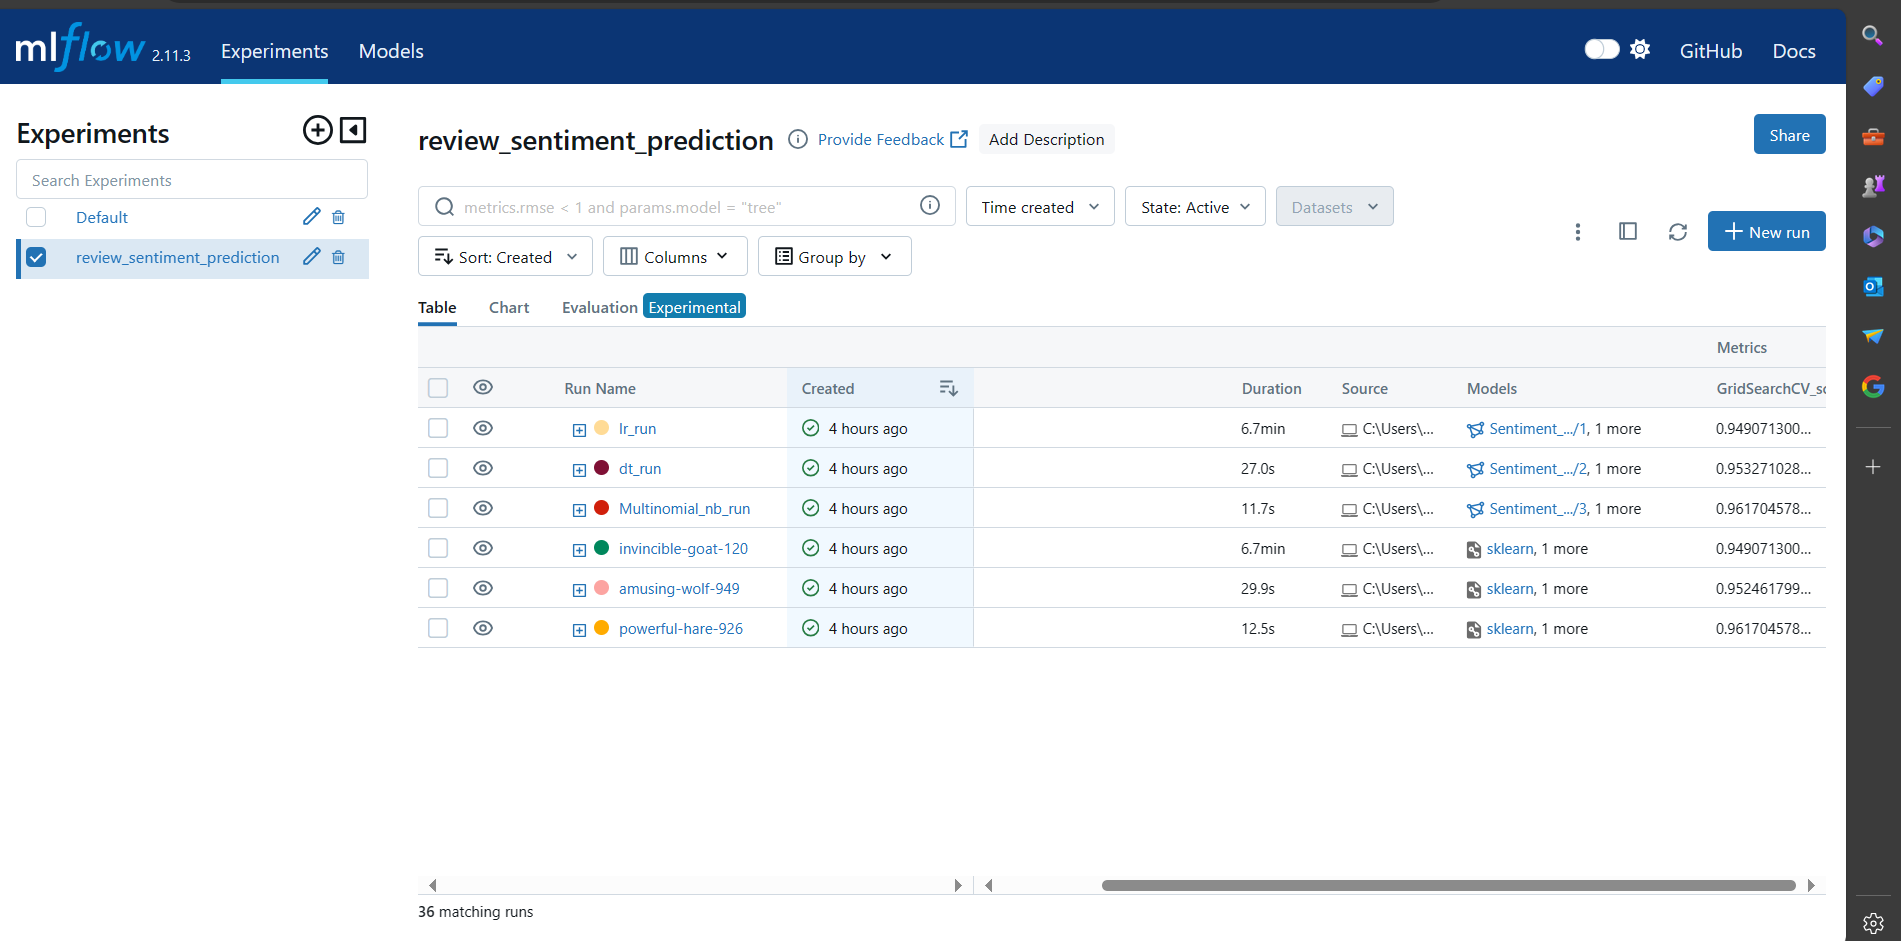 mlflow 2.11.3 Experiments Models GitHub Docs
Experiments
Search Experiments
Default
review_sentiment_prediction
review_sentiment_prediction Provide Feedback Add Description Share
metrics.rmse < 1 and params.model = "tree" Time created State: Active Datasets
Sort: Created Columns Group by
New run
Table Chart Evaluation Experimental
Metrics
Run Name Created Duration Source Models GridSearchCV_sc
lr_run 4 hours ago 6.7min C:\Users\... Sentiment_.../1, 1 more 0.949071300...
dt_run 4 hours ago 27.0s C:\Users\... Sentiment_.../2, 1 more 0.953271028...
Multinomial_nb_run 4 hours ago 11.7s C:\Users\... Sentiment_.../3, 1 more 0.961704578...
invincible-goat-120 4 hours ago 6.7min C:\Users\... sklearn, 1 more 0.949071300...
amusing-wolf-949 4 hours ago 29.9s C:\Users\... sklearn, 1 more 0.952461799...
powerful-hare-926 4 hours ago 12.5s C:\Users\... sklearn, 1 more 0.961704578...
36 matching runs